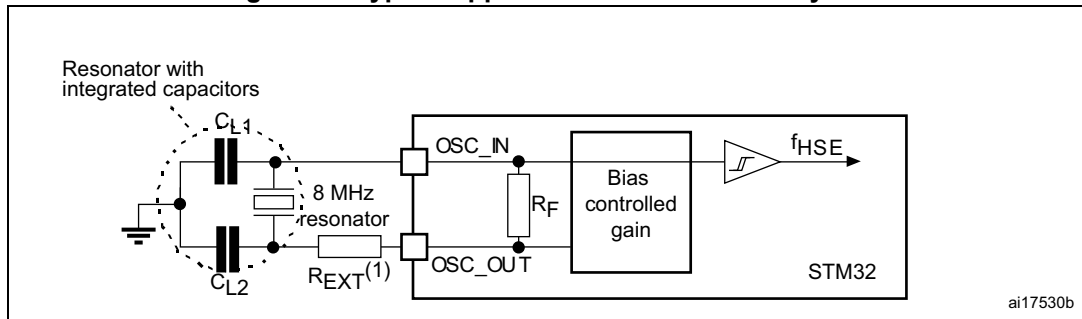 Resonator with
integrated capacitors
CL1
OSC_IN
fHSE
8 MHz
resonator
RF
Bias
controlled
gain
OSC_OUT
REXT(1)
CL2
STM32
ai17530b